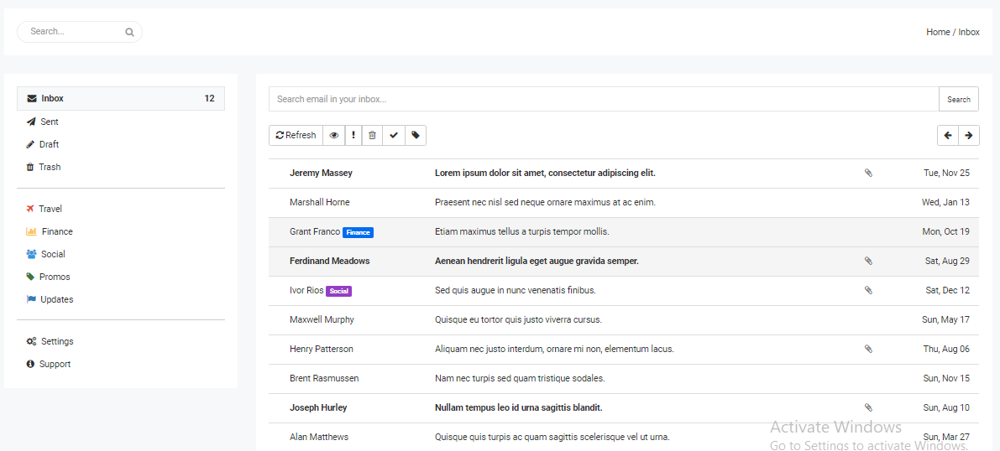 Search...
Home / Inbox
Inbox 12
Sent
Draft
Trash
Travel
Finance
Social
Promos
Updates
Settings
Support
Search email in your inbox... Search
Refresh
Jeremy Massey Lorem ipsum dolor sit amet, consectetur adipiscing elit. Tue, Nov 25
Marshall Horne Praesent nec nisl sed neque ornare maximus at ac enim. Wed, Jan 13
Grant Franco Finance Etiam maximus tellus a turpis tempor mollis. Mon, Oct 19
Ferdinand Meadows Aenean hendrerit ligula eget augue gravida semper. Sat, Aug 29
Ivor Rios Social Sed quis augue in nunc venenatis finibus. Sat, Dec 12
Maxwell Murphy Quisque eu tortor quis justo viverra cursus. Sun, May 17
Henry Patterson Aliquam nec justo interdum, ornare mi non, elementum lacus. Thu, Aug 06
Brent Rasmussen Nam nec turpis sed quam tristique sodales. Sun, Nov 15
Joseph Hurley Nullam tempus leo id urna sagittis blandit. Sun, Aug 10
Alan Matthews Quisque quis turpis ac quam sagittis scelerisque vel ut urna. Sun, Mar 27
Activate Windows
Go to Settings to activate Windows.